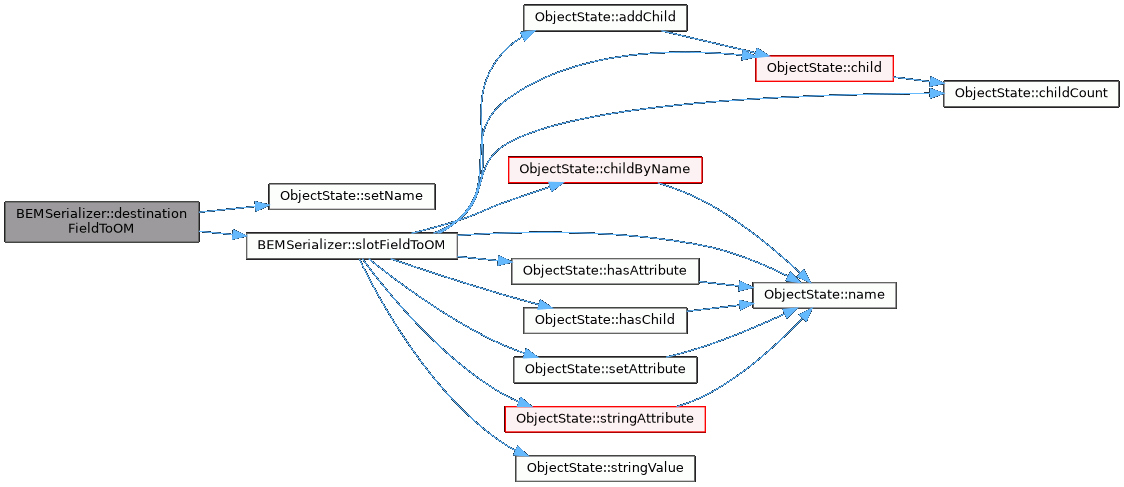 ObjectState::addChild
ObjectState::child
ObjectState::childCount
ObjectState::childByName
ObjectState::setName
BEMSerializer::destination
FieldToOM
BEMSerializer::slotFieldToOM
ObjectState::hasAttribute
ObjectState::name
ObjectState::hasChild
ObjectState::setAttribute
ObjectState::stringAttribute
ObjectState::stringValue